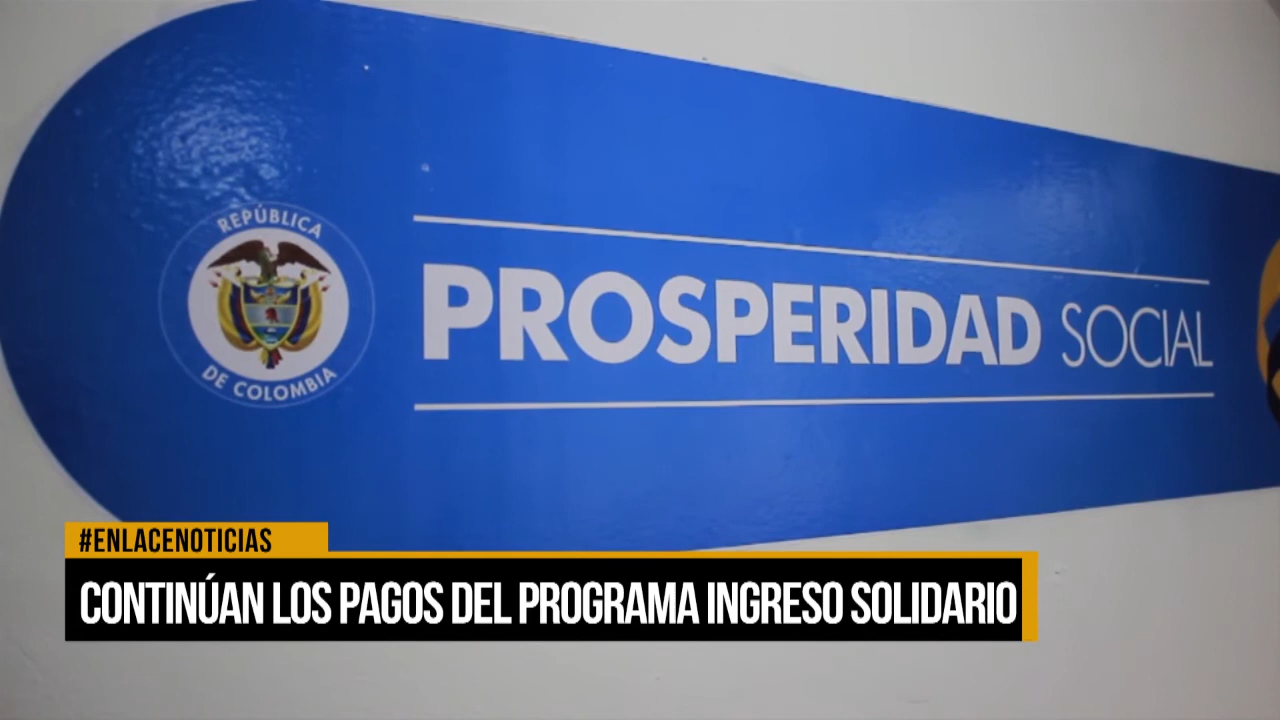 REPÚBLICA
DE COLOMBIA
PROSPERIDAD SOCIAL
#ENLACENOTICIAS
CONTINÚAN LOS PAGOS DEL PROGRAMA INGRESO SOLIDARIO